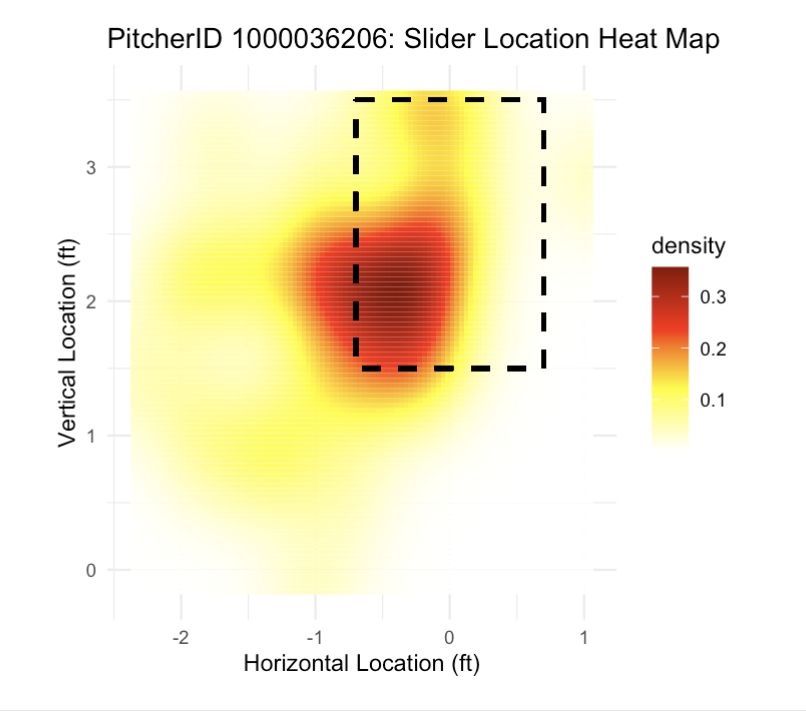 PitcherID 1000036206: Slider Location Heat Map
3
2
1
0
Vertical Location (ft)
-2 -1 0 1
Horizontal Location (ft)
density
0.3
0.2
0.1